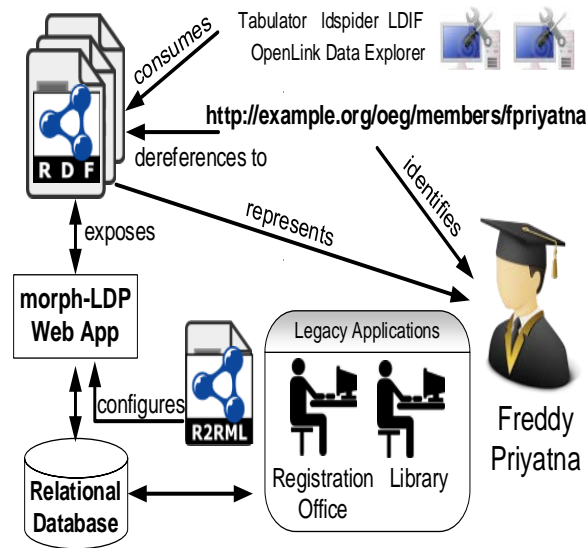 Tabulator ldspider LDIF
OpenLink Data Explorer
consumes
http://example.org/oeg/members/fpriyatna
dereferences to
RDF
identifies
represents
exposes
morph-LDP
Web App
Legacy Applications
configures
R2RML
Registration
Office
Library
Freddy
Priyatna
Relational
Database